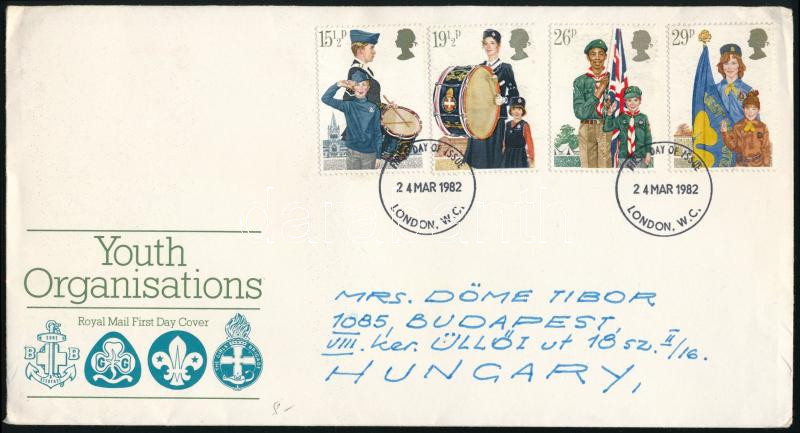 15½P
19½P
26P
29P
FIRST DAY OF ISSUE
24 MAR 1982
LONDON, W.C.
FIRST DAY OF ISSUE
24 MAR 1982
LONDON, W.C.
Youth
Organisations
Royal Mail First Day Cover
SURE
B B
STEDFAST
G G
MRS. DÖME TIBOR
1085, BUDAPEST,
VIII. ker. ÜLLŐI ut 18 sz. II/16.
HUNGARY,